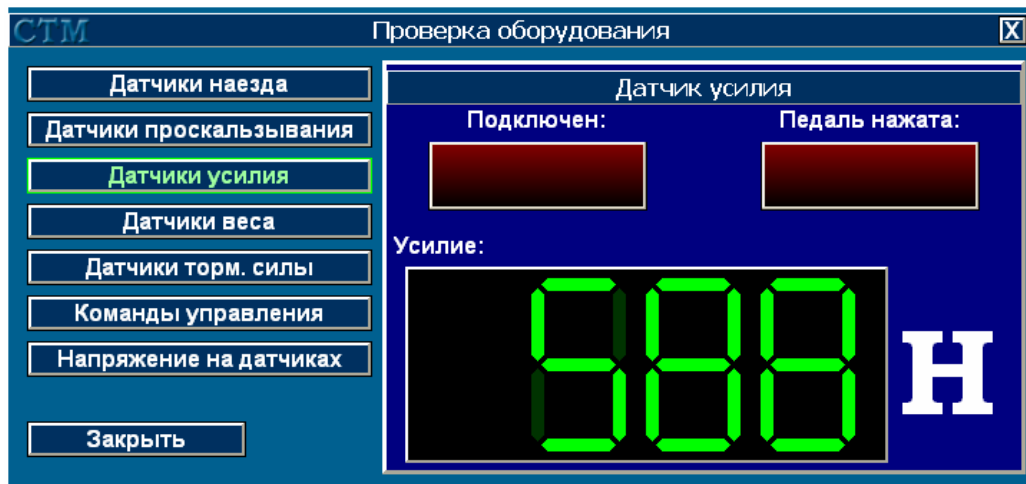 СТМ
Проверка оборудования
X
Датчики наезда
Датчики проскальзывания
Датчики усилия
Датчики веса
Датчики торм. силы
Команды управления
Напряжение на датчиках
Закрыть
Датчик усилия
Подключен:
Педаль нажата:
Усилие:
588
Н